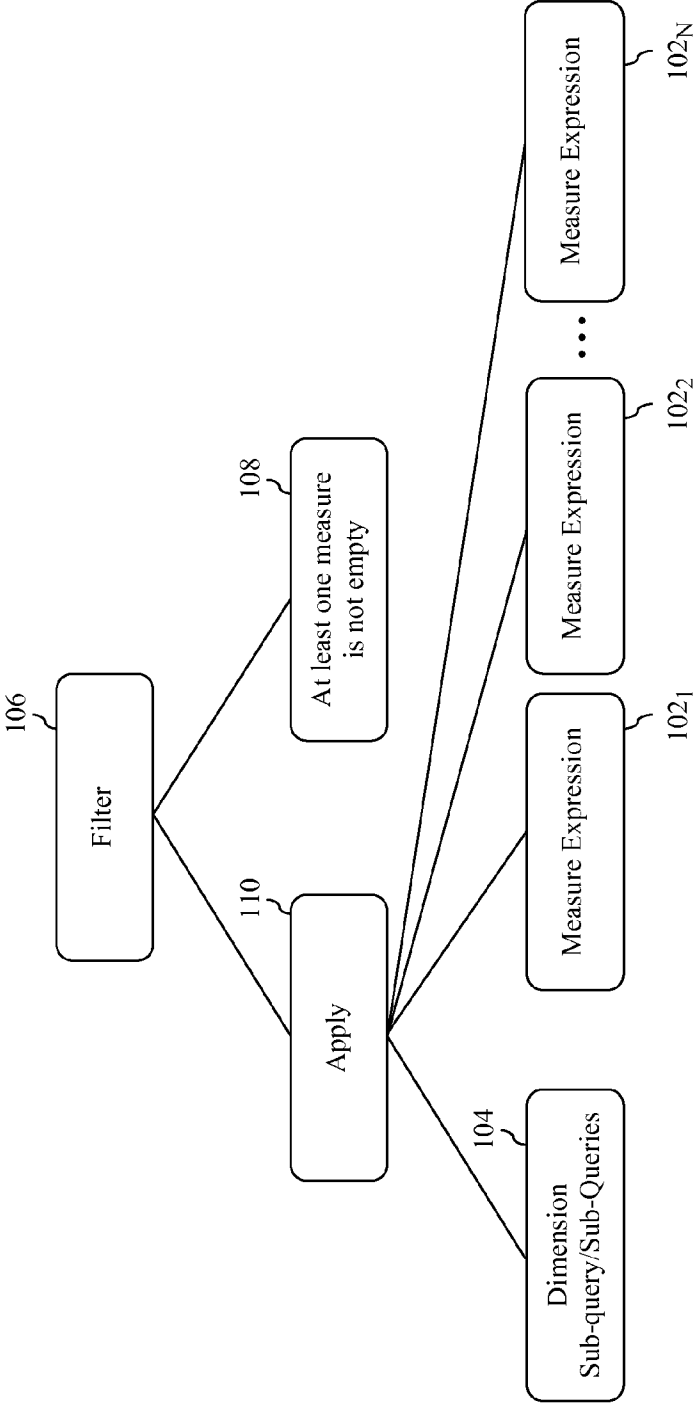 106
Filter
110
Apply
108
At least one measure
is not empty
104
Dimension
Sub-query/Sub-Queries
Measure Expression
102₁
Measure Expression
102₂
•••
Measure Expression
102N